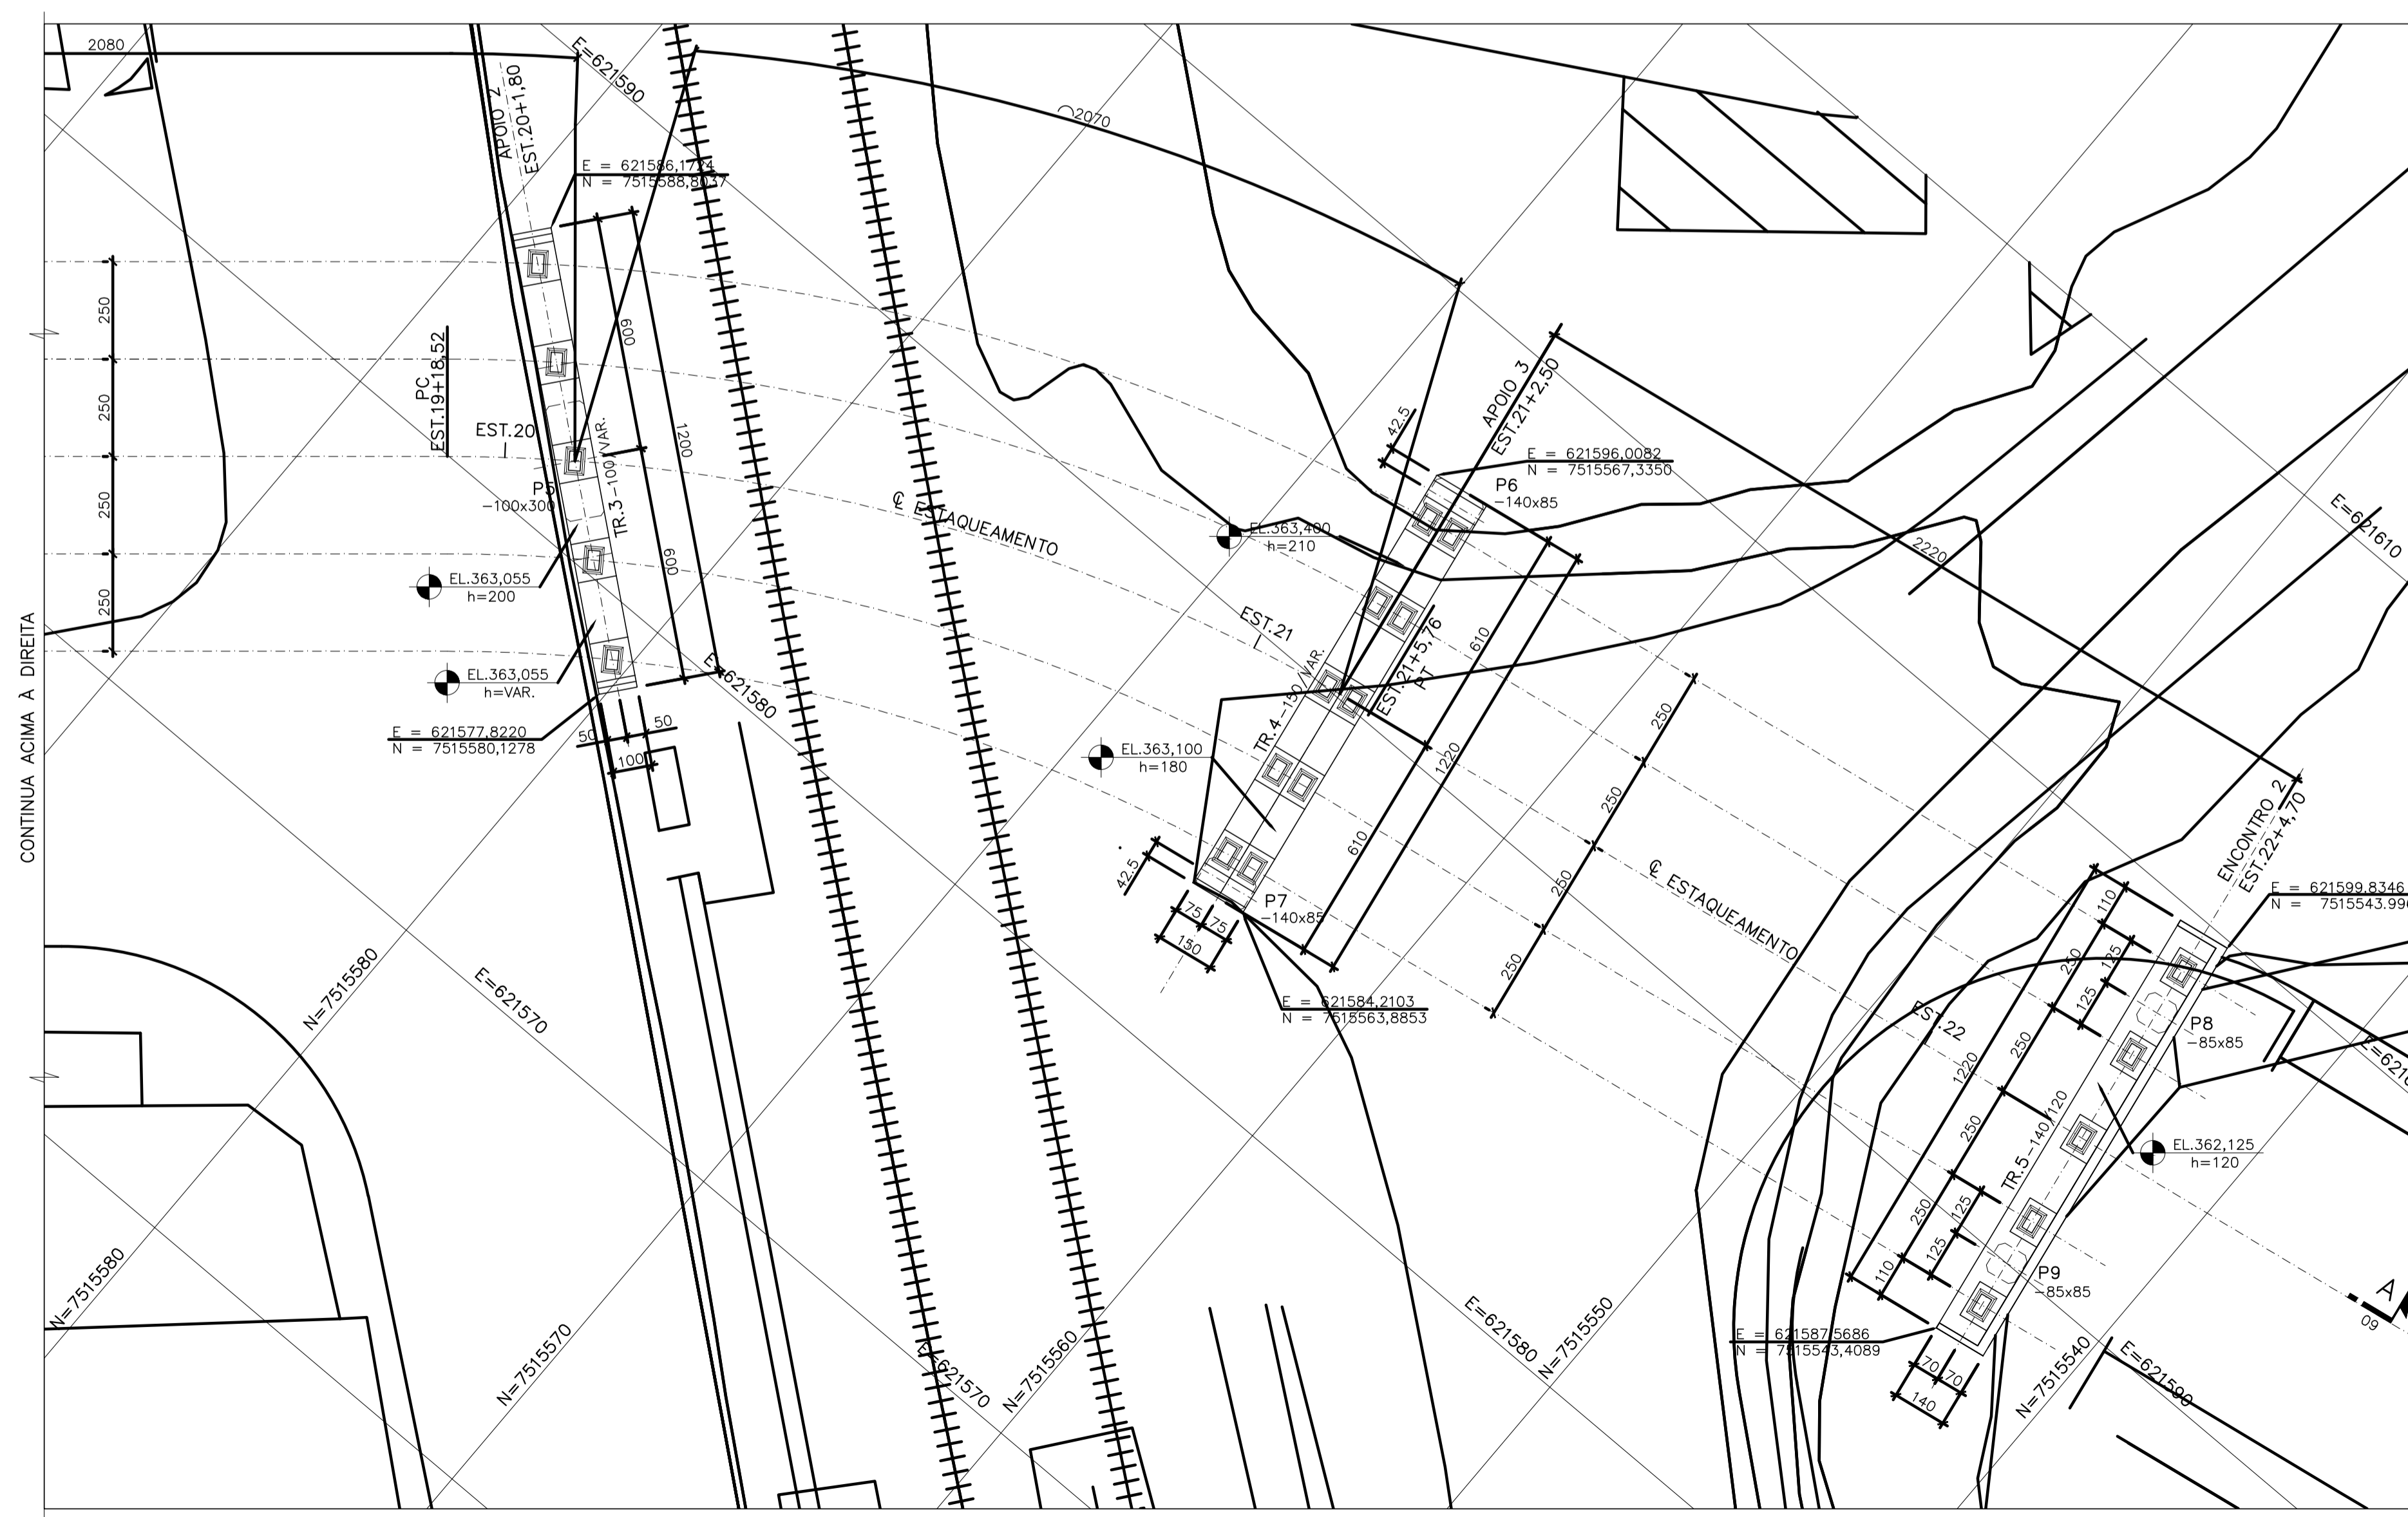 2080
E=621590
APOIO 2
EST.20+1,80
E = 621586,1724
N = 7515588,8037
2070
250
250
250
250
PC
EST.19+18,52
EST.20
600
1200
600
TR.3-100/VAR.
P5
-100x300
EL.363,055
h=200
EL.363,055
h=VAR.
E = 621577,8220
N = 7515580,1278
50
50
100
E=621580
CONTINUA ACIMA À DIREITA
℄ ESTAQUEAMENTO
42.5
APOIO 3
EST.21+2,50
E = 621596,0082
N = 7515567,3350
P6
-140x85
EL.363,400
h=210
EST.21
TR.4-150/VAR.
EST.21+5,76
PT
610
1220
610
EL.363,100
h=180
42.5
75
75
150
P7
-140x85
E = 621584,2103
N = 7515563,8853
250
250
250
250
2220
E=621610
℄ ESTAQUEAMENTO
ENCONTRO 2
EST.22+4,70
E = 621599.8346
110
250
125
125
250
1220
250
250
125
125
110
EST.22
P8
-85x85
TR.5-140/120
EL.362,125
h=120
P9
-85x85
E = 621587,5686
N = 7515543,4089
70
70
140
A
09
N=7515580
E=621570
N=7515580
N=7515570
E=621570
N=7515560
E=621580
N=7515550
N=7515540
E=621590